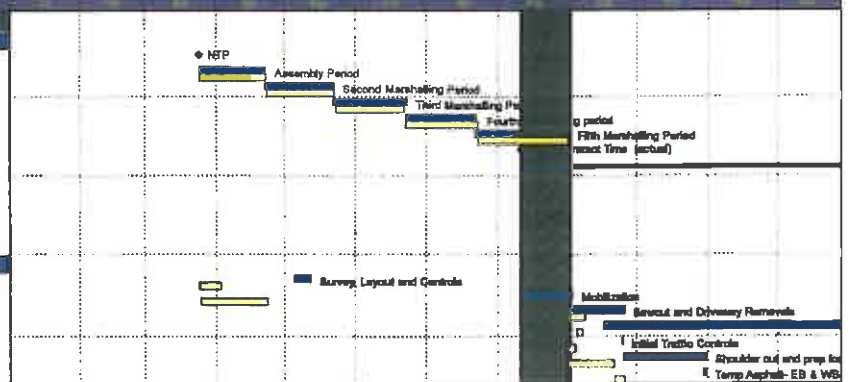 NTP
Assembly Period
Second Marshalling Period
Third Marshalling Pe
Fourth
g period
Fifth Marshalling Period
Time (actual)
Survey, Layout and Controls
Mobilization
Sawcut and Driveway Removals
Initial Traffic Controls
Shoulder cut and prep for
Temp Asphalt- EB & WB